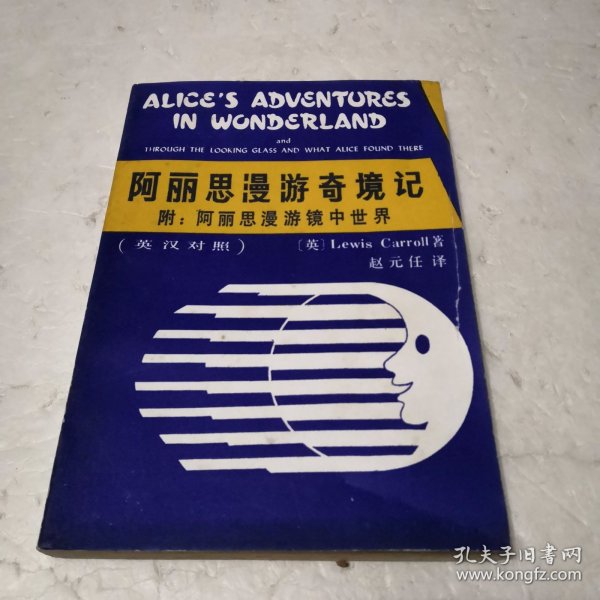 ALICE'S ADVENTURES
IN WONDERLAND
and
THROUGH THE LOOKING GLASS AND WHAT ALICE FOUND THERE
阿丽思漫游奇境记
附：阿丽思漫游镜中世界
（英汉对照）
〔英〕Lewis Carroll著
赵元任 译
孔夫子旧书网
www.kongfz.com